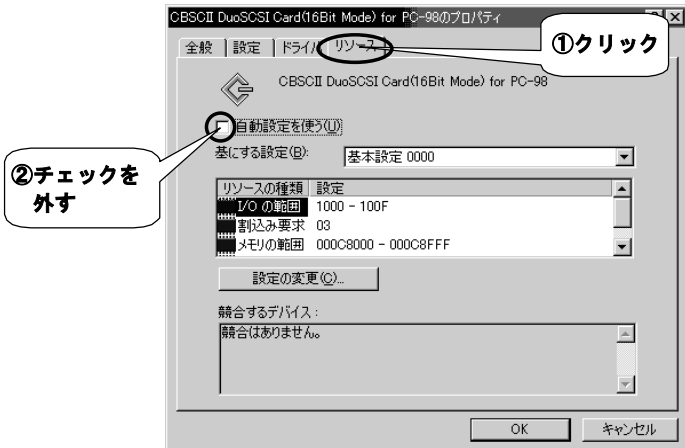 CBSCII DuoSCSI Card(16Bit Mode) for PC-98のプロパティ
全般
設定
ドライバ
リソース
①クリック
CBSCII DuoSCSI Card(16Bit Mode) for PC-98
自動設定を使う(U)
②チェックを
外す
基にする設定(B):
基本設定 0000
リソースの種類 設定
I/O の範囲 1000 - 100F
割込み要求 03
メモリの範囲 000C8000 - 000C8FFF
設定の変更(C)...
競合するデバイス:
競合はありません。
OK
キャンセル